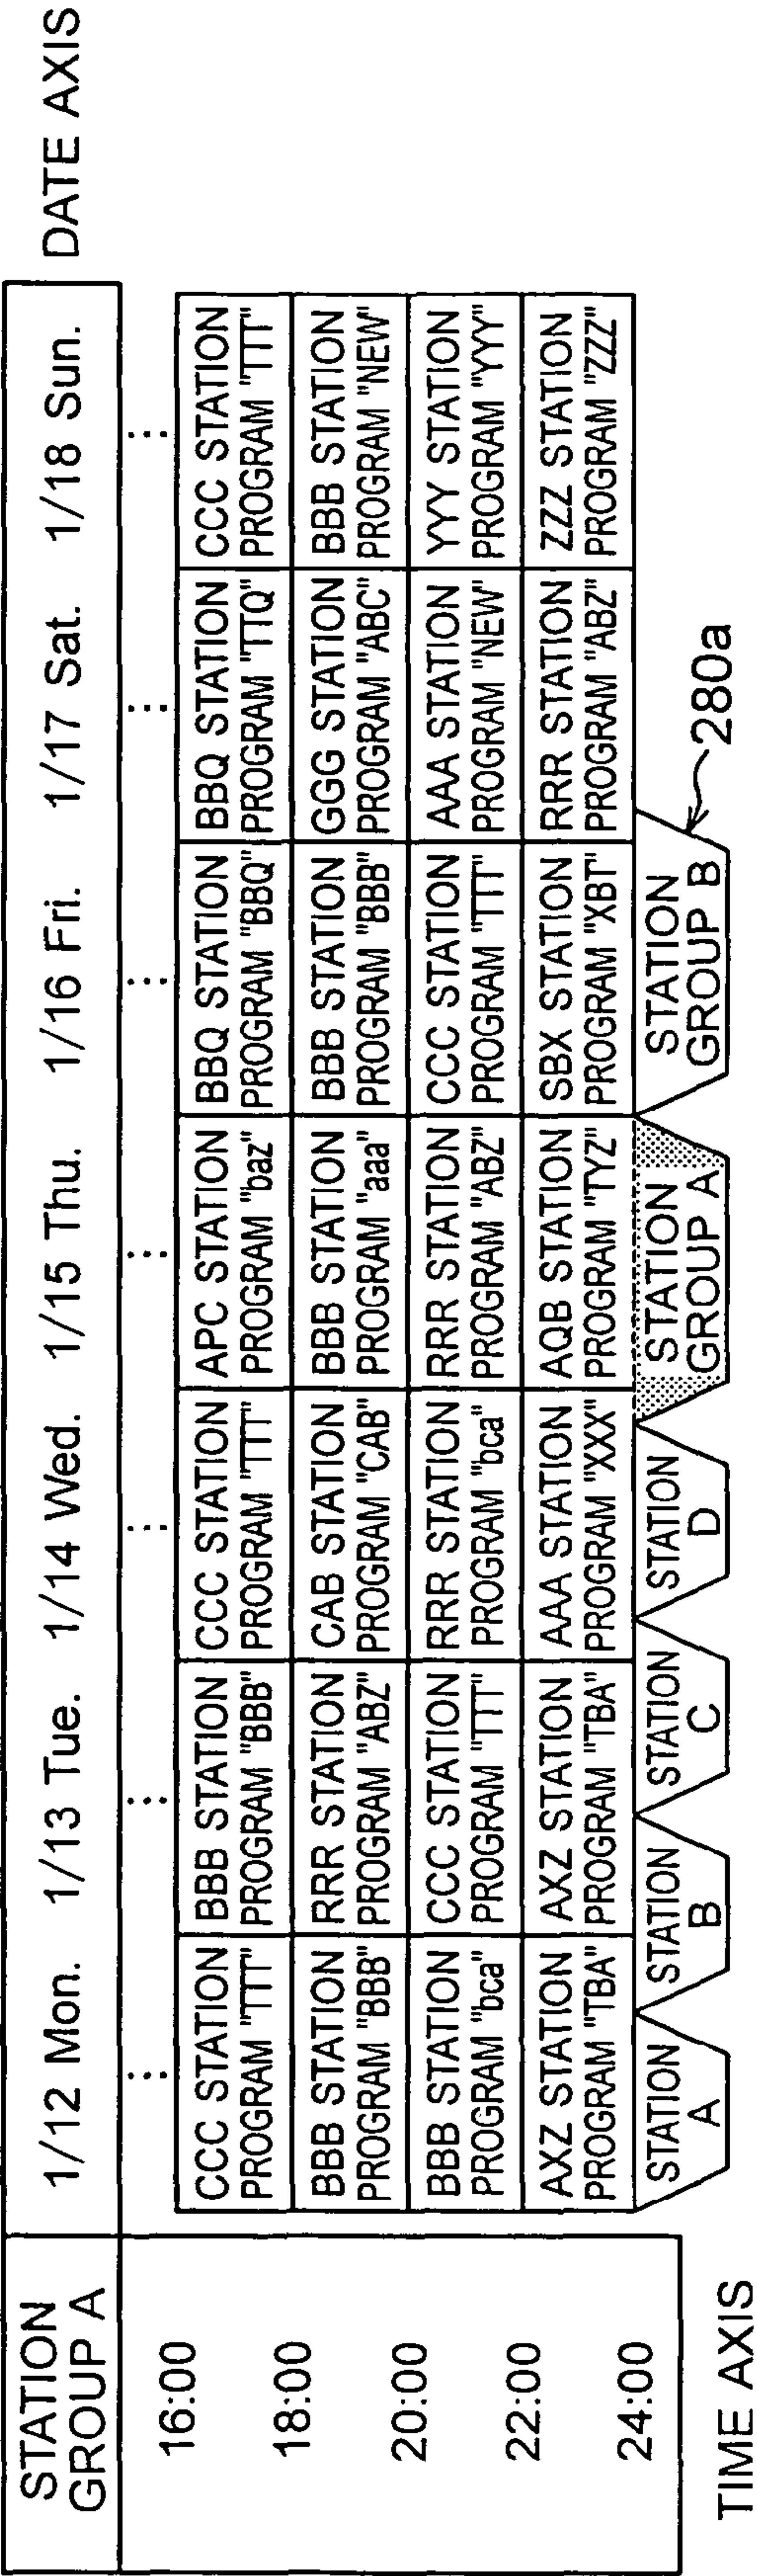 STATION
GROUP A
1/12 Mon.
1/13 Tue.
1/14 Wed.
1/15 Thu.
1/16 Fri.
1/17 Sat.
1/18 Sun.
DATE AXIS
16:00
CCC STATION
PROGRAM "TTT"
BBB STATION
PROGRAM "BBB"
CCC STATION
PROGRAM "TTT"
APC STATION
PROGRAM "baz"
BBQ STATION
PROGRAM "BBQ"
BBQ STATION
PROGRAM "TTQ"
CCC STATION
PROGRAM "TTT"
18:00
BBB STATION
PROGRAM "BBB"
RRR STATION
PROGRAM "ABZ"
CAB STATION
PROGRAM "CAB"
BBB STATION
PROGRAM "aaa"
BBB STATION
PROGRAM "BBB"
GGG STATION
PROGRAM "ABC"
BBB STATION
PROGRAM "NEW"
20:00
BBB STATION
PROGRAM "bca"
CCC STATION
PROGRAM "TTT"
RRR STATION
PROGRAM "bca"
RRR STATION
PROGRAM "ABZ"
CCC STATION
PROGRAM "TTT"
AAA STATION
PROGRAM "NEW"
YYY STATION
PROGRAM "YYY"
22:00
AXZ STATION
PROGRAM "TBA"
AXZ STATION
PROGRAM "TBA"
AAA STATION
PROGRAM "XXX"
AQB STATION
PROGRAM "TYZ"
SBX STATION
PROGRAM "XBT"
RRR STATION
PROGRAM "ABZ"
ZZZ STATION
PROGRAM "ZZZ"
24:00
STATION
A
STATION
B
STATION
C
STATION
D
STATION
GROUP A
STATION
GROUP B
280a
TIME AXIS